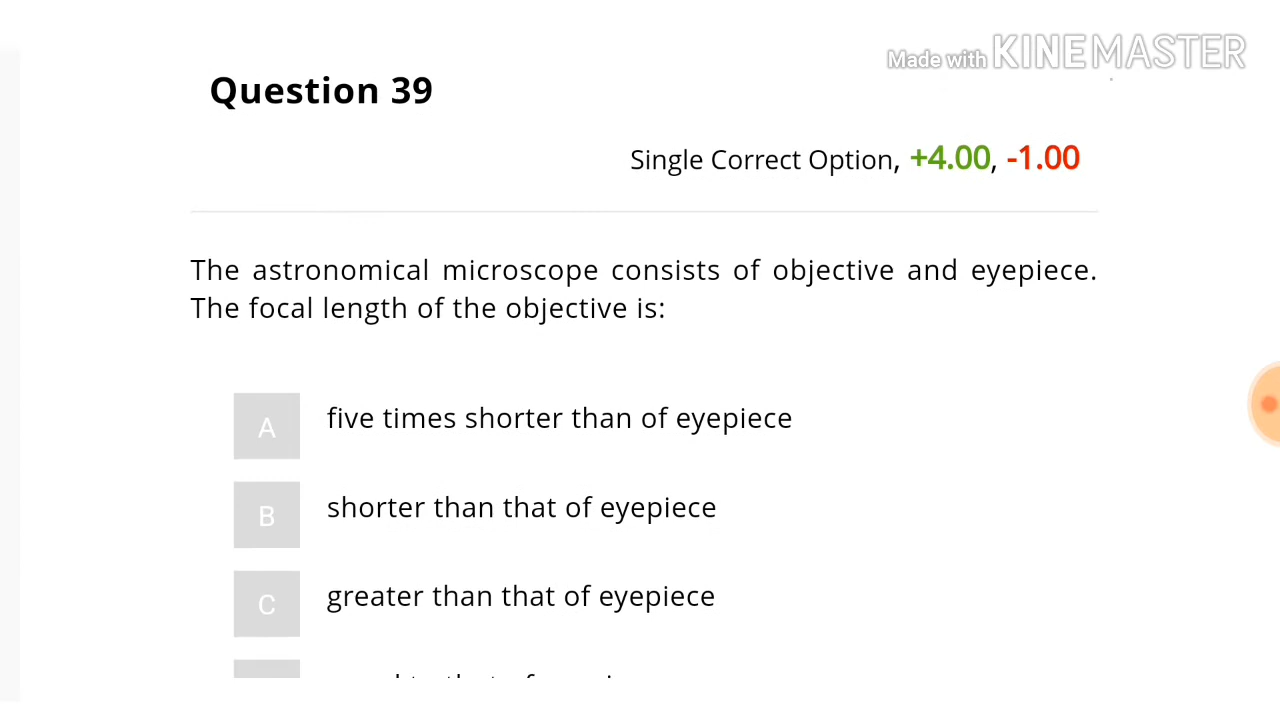 Made with KINEMASTER
Question 39
Single Correct Option, +4.00, -1.00
The astronomical microscope consists of objective and eyepiece.
The focal length of the objective is:
A five times shorter than of eyepiece
B shorter than that of eyepiece
C greater than that of eyepiece